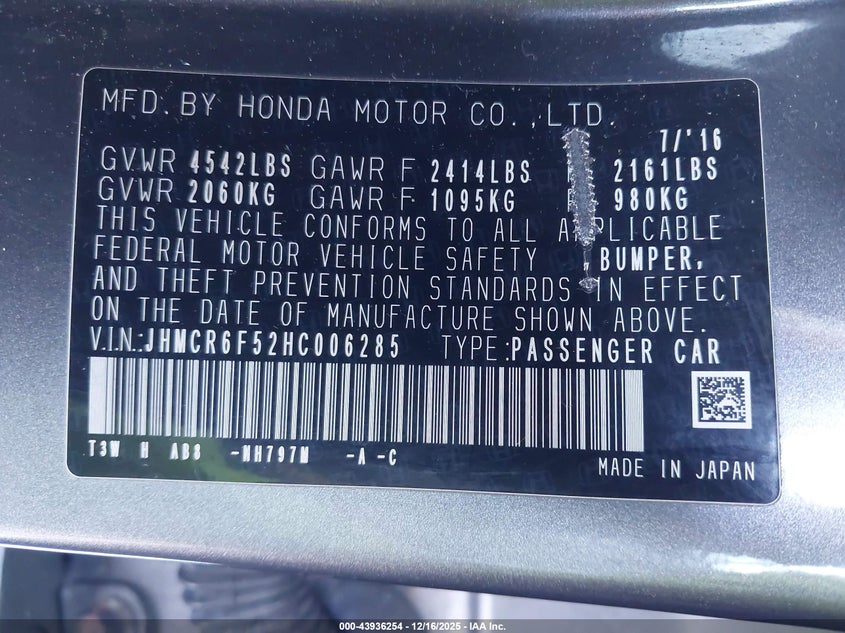 MFD. BY HONDA MOTOR CO., LTD.
7/'16
GVWR 4542LBS GAWR F 2414LBS 2161LBS
GVWR 2060KG GAWR F 1095KG 980KG
THIS VEHICLE CONFORMS TO ALL APPLICABLE
FEDERAL MOTOR VEHICLE SAFETY, BUMPER,
AND THEFT PREVENTION STANDARDS IN EFFECT
ON THE DATE OF MANUFACTURE SHOWN ABOVE.
V.I.N.:JHMCR6F52HC006285 TYPE:PASSENGER CAR
T3W H AB8 -NH797M -A -C
MADE IN JAPAN
000-43936254 - 12/16/2025 - IAA Inc.